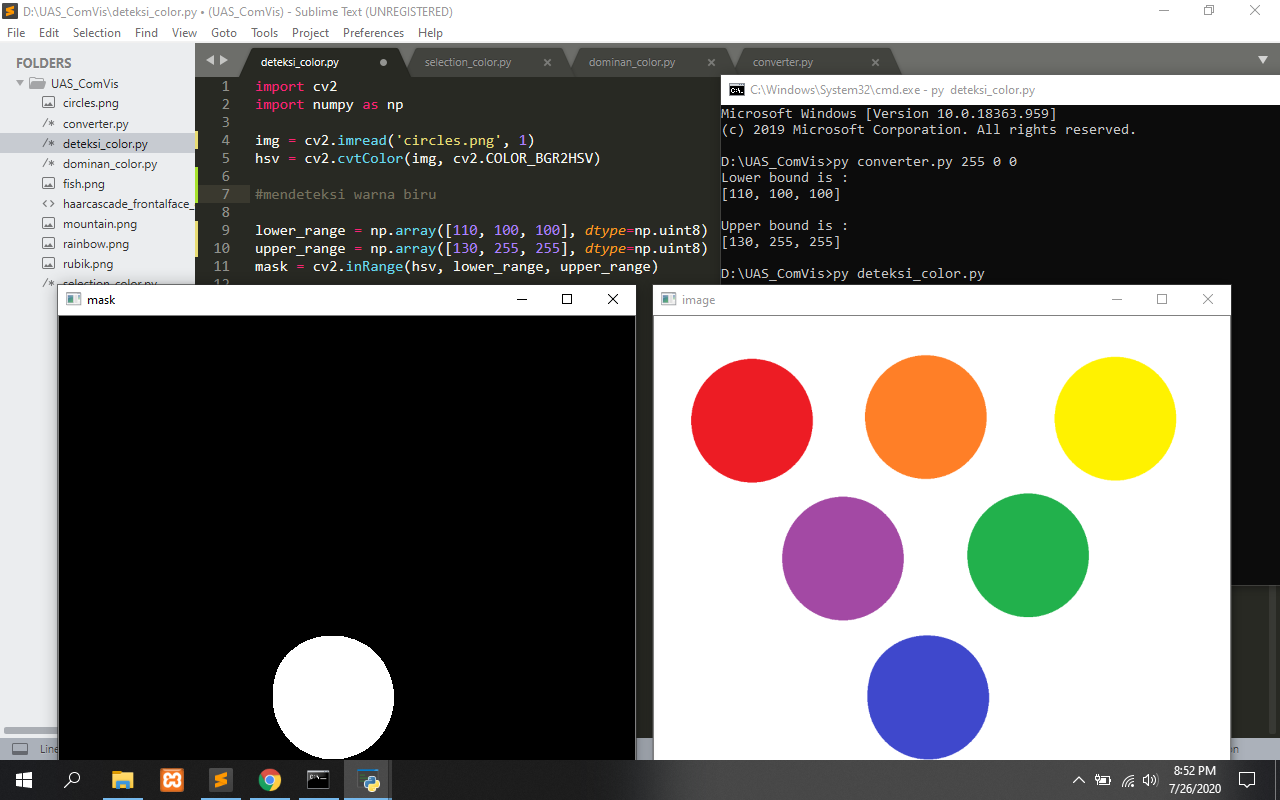 D:\UAS_ComVis\deteksi_color.py • (UAS_ComVis) - Sublime Text (UNREGISTERED)
File Edit Selection Find View Goto Tools Project Preferences Help
FOLDERS
UAS_ComVis
circles.png
converter.py
deteksi_color.py
dominan_color.py
fish.png
haarcascade_frontalface_
mountain.png
rainbow.png
rubik.png
selection_color.py
deteksi_color.py selection_color.py dominan_color.py converter.py
1 import cv2
2 import numpy as np
3
4 img = cv2.imread('circles.png', 1)
5 hsv = cv2.cvtColor(img, cv2.COLOR_BGR2HSV)
6
7 #mendeteksi warna biru
8
9 lower_range = np.array([110, 100, 100], dtype=np.uint8)
10 upper_range = np.array([130, 255, 255], dtype=np.uint8)
11 mask = cv2.inRange(hsv, lower_range, upper_range)
12
C:\Windows\System32\cmd.exe - py deteksi_color.py
Microsoft Windows [Version 10.0.18363.959]
(c) 2019 Microsoft Corporation. All rights reserved.
D:\UAS_ComVis>py converter.py 255 0 0
Lower bound is :
[110, 100, 100]
Upper bound is :
[130, 255, 255]
D:\UAS_ComVis>py deteksi_color.py
mask
image
Line
on
8:52 PM
7/26/2020